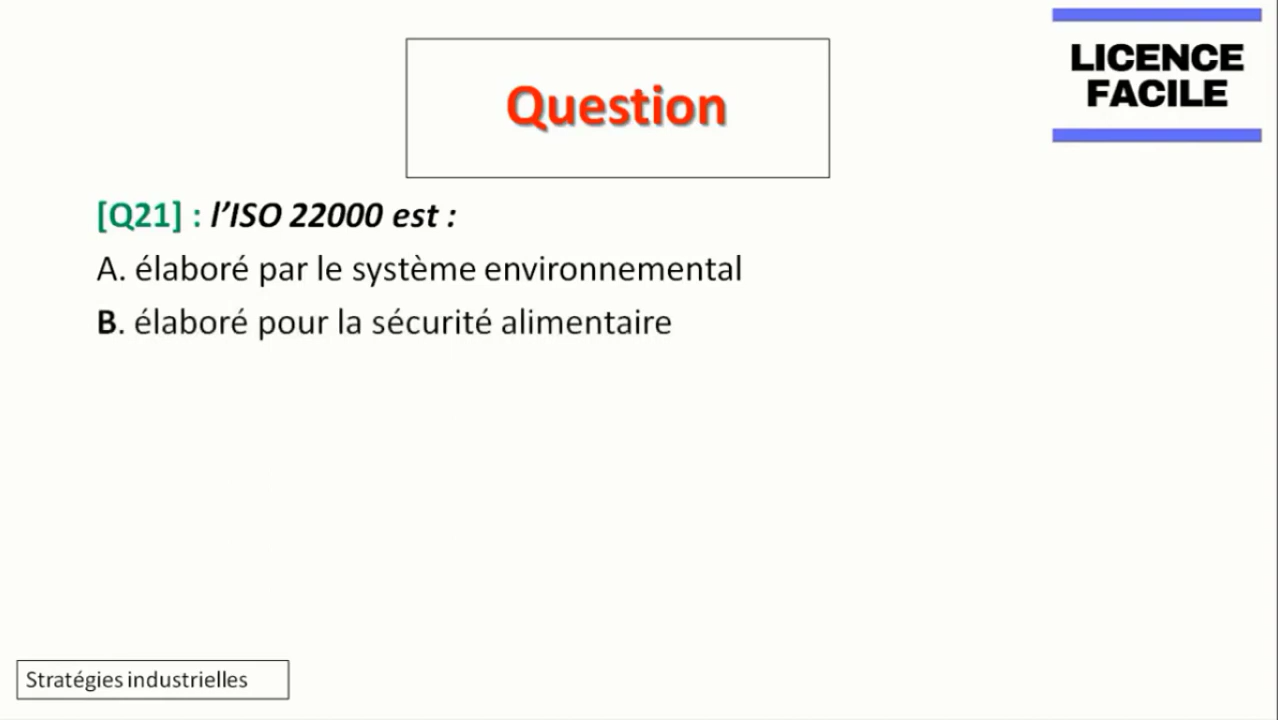 LICENCE
FACILE
Question
[Q21] : l’ISO 22000 est :
A. élaboré par le système environnemental
B. élaboré pour la sécurité alimentaire
Stratégies industrielles